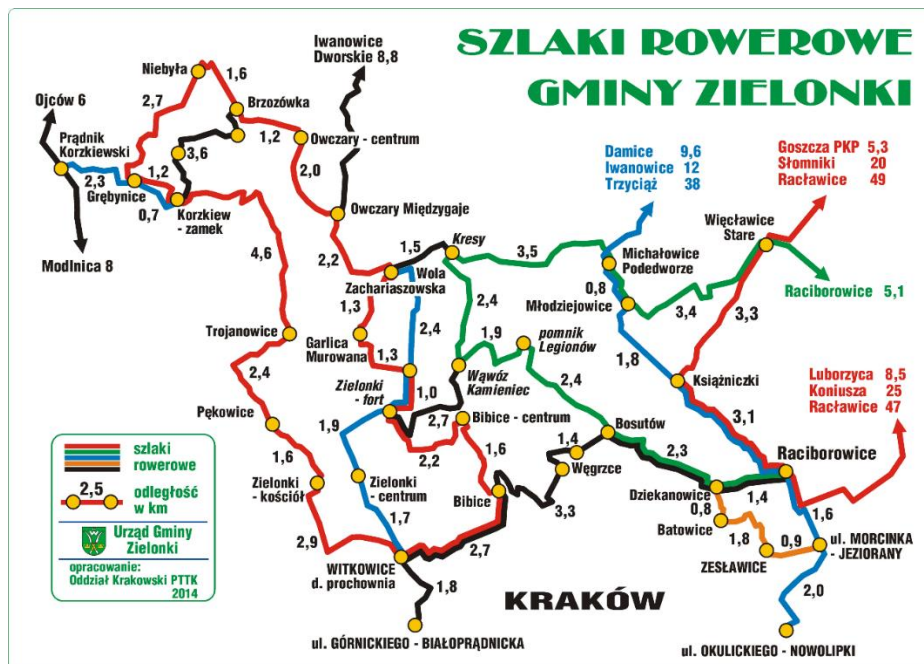 SZLAKI ROWEROWE
GMINY ZIELONKI
Iwanowice
Dworskie 8,8
Niebyła
1,6
Ojców 6
2,7
Brzozówka
1,2
Owczary - centrum
Prądnik
Korzkiewski
3,6
2,0
2,3
1,2
Grębynice
0,7
Korzkiew
- zamek
Owczary Międzygaje
Modlnica 8
Damice 9,6
Iwanowice 12
Trzyciąż 38
Goszcza PKP 5,3
Słomniki 20
Racławice 49
Więcławice
Stare
Kresy
3,5
1,5
Michałowice
Podedworze
4,6
2,2
Wola
Zachariaszowska
0,8
Młodziejowice
Raciborowice 5,1
1,3
2,4
2,4
3,4
3,3
1,9
pomnik
Legionów
Trojanowice
Garlica
Murowana
1,8
1,3
2,4
Wąwóz
Kamieniec
2,4
Książniczki
Luborzyca 8,5
Koniusza 25
Racławice 47
Zielonki
- fort
1,0
Pękowice
1,9
2,7
Bibice - centrum
3,1
Bosutów
2,2
1,6
1,4
2,3
Węgrzce
Raciborowice
1,6
Zielonki
- kościół
Zielonki
- centrum
Bibice
Dziekanowice
1,4
3,3
0,8
1,6
Batowice
1,7
2,9
2,7
1,8
0,9
ul. MORCINKA
- JEZIORANY
ZESŁAWICE
WITKOWICE
d. prochownia
1,8
KRAKÓW
2,0
ul. GÓRNICKIEGO - BIAŁOPRĄDNICKA
ul. OKULICKIEGO - NOWOLIPKI
szlaki
rowerowe
2,5
odległość
w km
Urząd Gminy
Zielonki
opracowanie:
Oddział Krakowski PTTK
2014